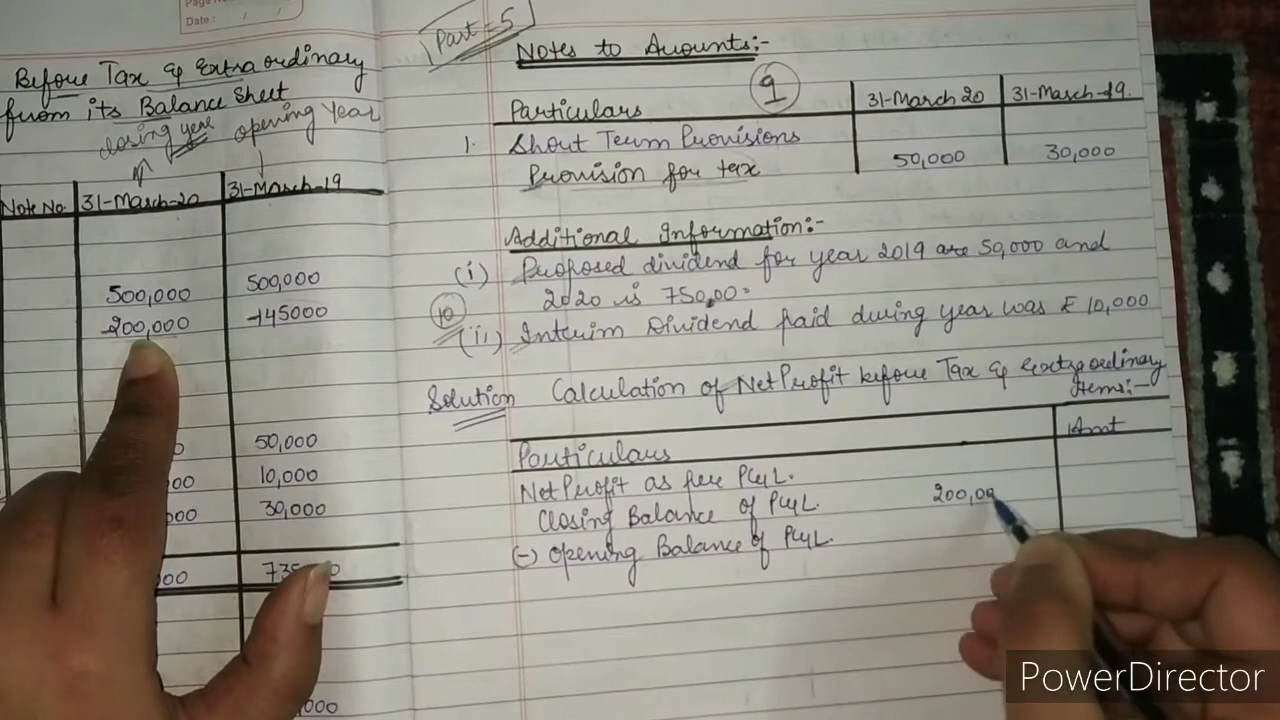 Date: / /
Part = 5
Before Tax & Extraordinary
from its Balance Sheet
closing year opening Year
Note No. 31-March-20 31-March-19
500,000 500,000
200,000 145000
50,000
00 10,000
000 30,000
00
000
Notes to Accounts:-
9
Particulars 31-March 20 31-March-19.
1. Short Term Provisions
Provision for tax 50,000 30,000
Additional Information:-
(i) Proposed dividend for year 2019 are 50,000 and
2020 is 750,00.
10
(ii) Interim Dividend paid during year was ₤ 10,000
Solution Calculation of Net Profit before Tax & extraordinary
Items:-
Particulars Amt
Net Profit as per P&L.
Closing Balance of P&L. 200,00
(-) Opening Balance of P&L.
PowerDirector